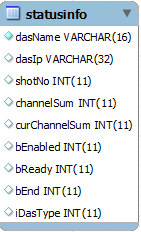 statusinfo
dasName VARCHAR(16)
dasIp VARCHAR(32)
shotNo INT(11)
channelSum INT(11)
curChannelSum INT(11)
bEnabled INT(11)
bReady INT(11)
bEnd INT(11)
iDasType INT(11)